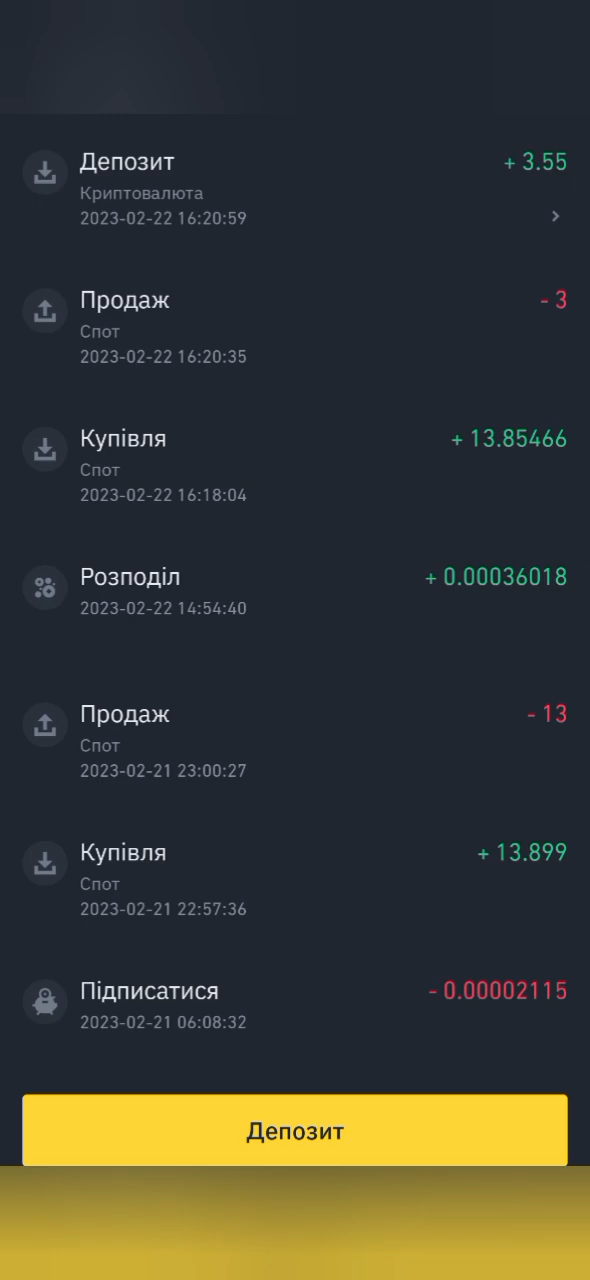 Депозит + 3.55
Криптовалюта
2023-02-22 16:20:59
Продаж - 3
Спот
2023-02-22 16:20:35
Купівля + 13.85466
Спот
2023-02-22 16:18:04
Розподіл + 0.00036018
2023-02-22 14:54:40
Продаж - 13
Спот
2023-02-21 23:00:27
Купівля + 13.899
Спот
2023-02-21 22:57:36
Підписатися - 0.00002115
2023-02-21 06:08:32
Депозит